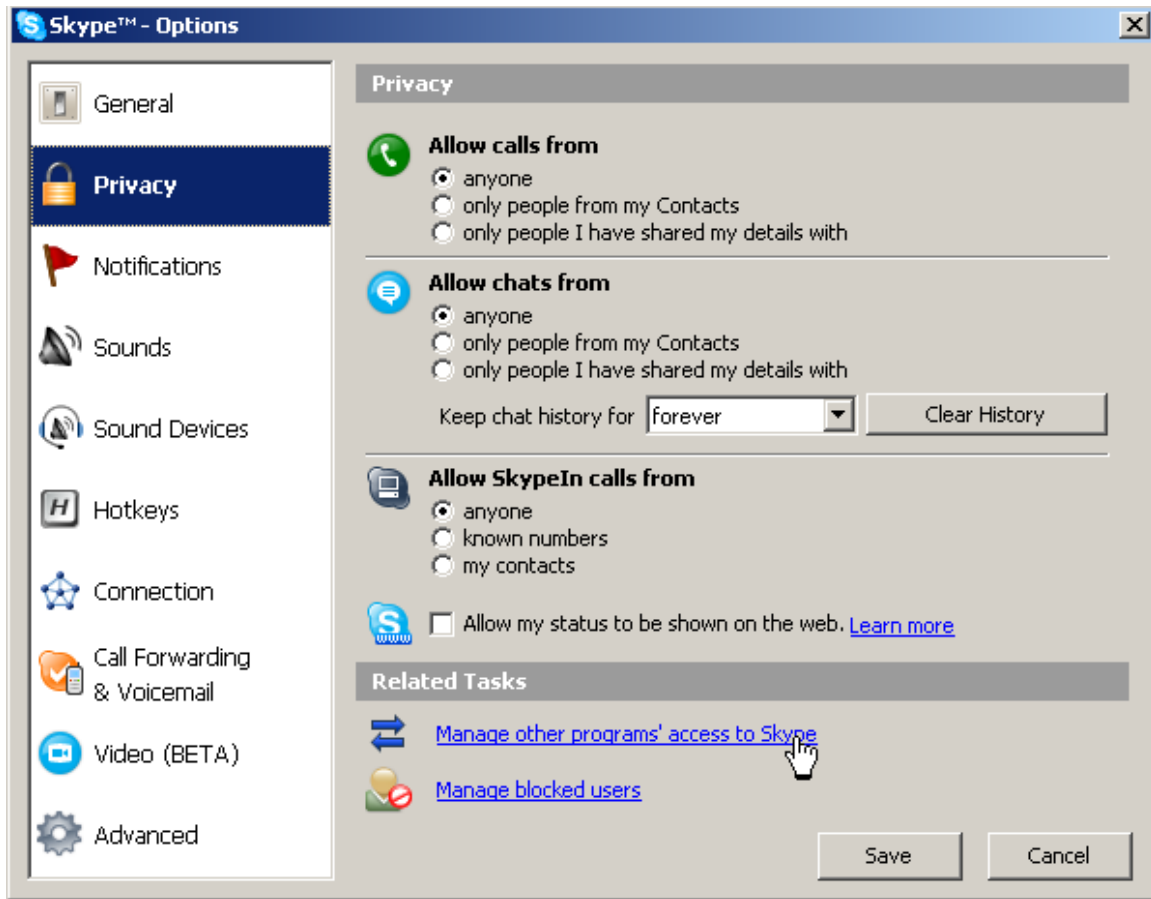 Skype™ - Options
General
Privacy
Notifications
Sounds
Sound Devices
Hotkeys
Connection
Call Forwarding
& Voicemail
Video (BETA)
Advanced
Privacy
Allow calls from
anyone
only people from my Contacts
only people I have shared my details with
Allow chats from
anyone
only people from my Contacts
only people I have shared my details with
Keep chat history for forever Clear History
Allow SkypeIn calls from
anyone
known numbers
my contacts
Allow my status to be shown on the web. Learn more
Related Tasks
Manage other programs' access to Skype
Manage blocked users
Save Cancel